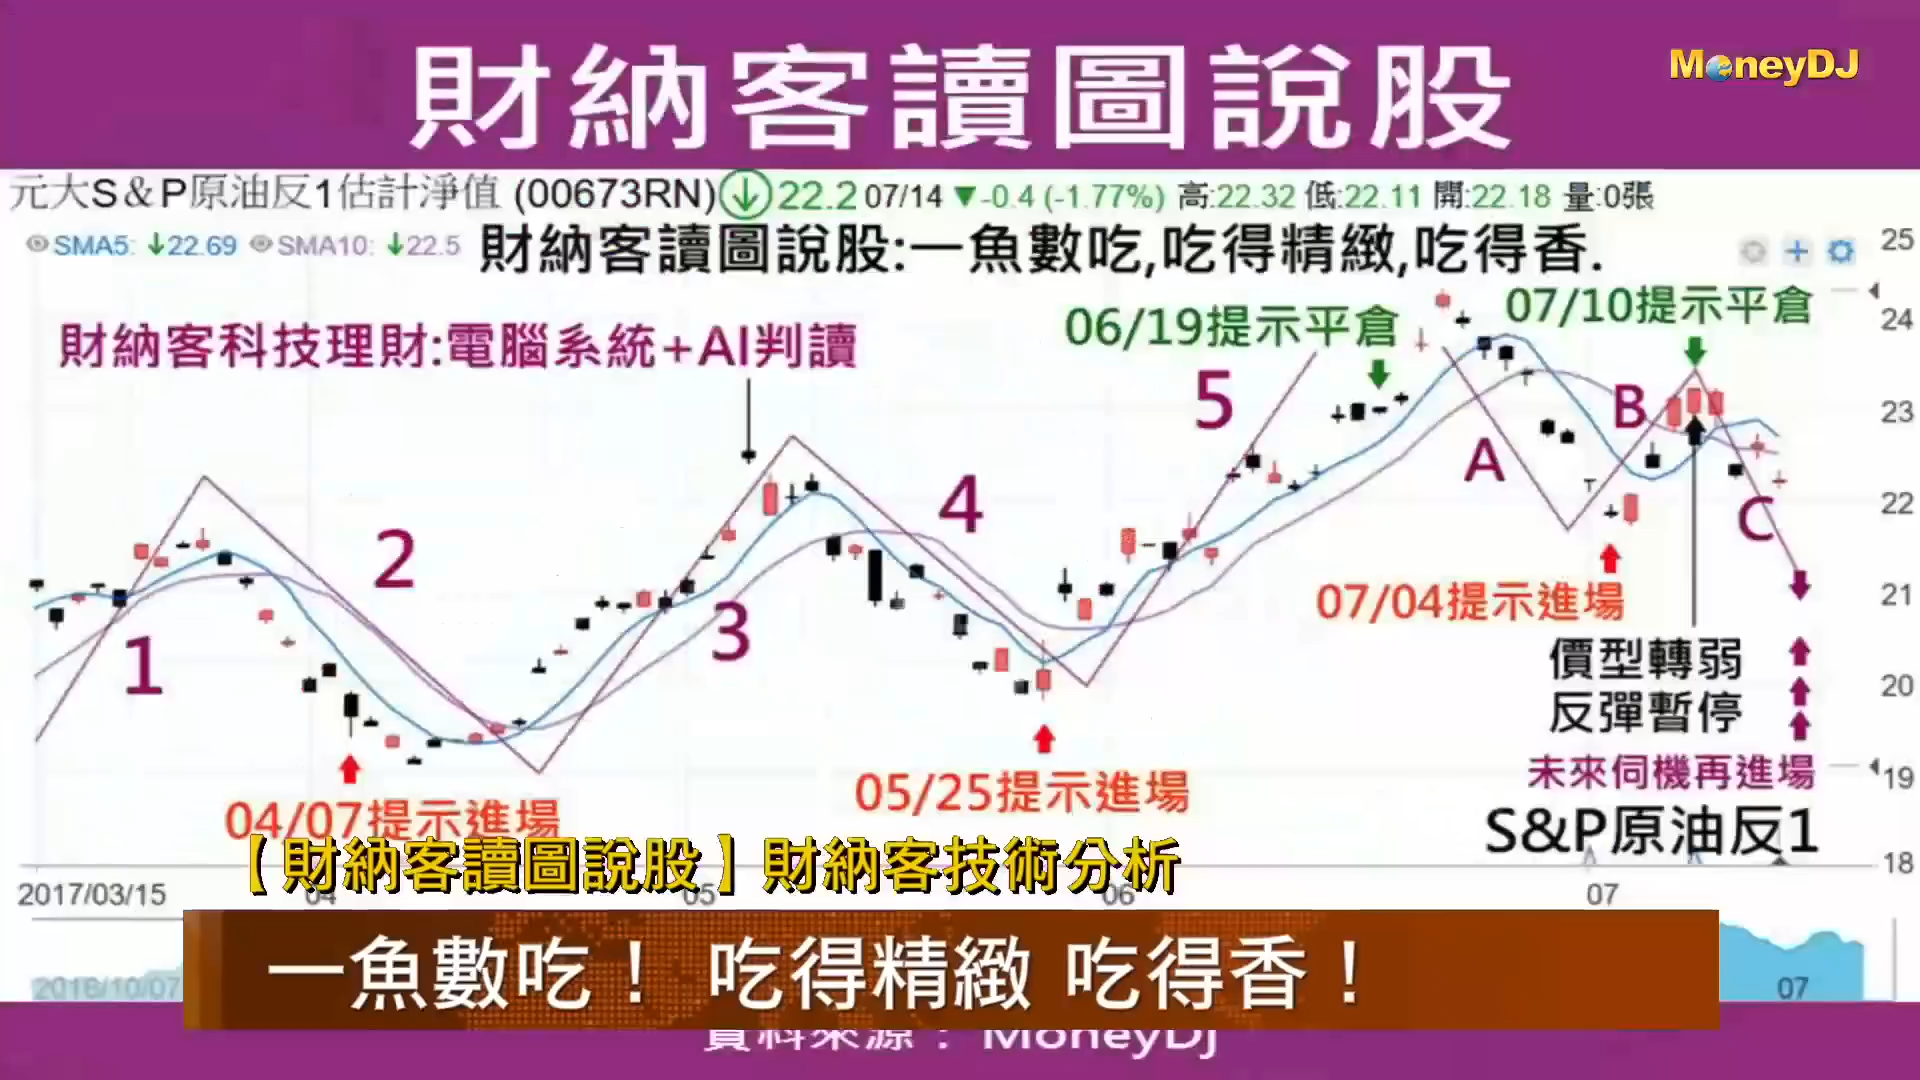 財納客讀圖說股
MoneyDJ
元大S&P原油反1估計淨值 (00673RN) 22.2 07/14 ▼-0.4 (-1.77%) 高:22.32 低:22.11 開:22.18 量:0張
SMA5: ↓22.69 SMA10: ↓22.5
財納客讀圖說股:一魚數吃,吃得精緻,吃得香.
25
24
23
22
21
20
19
18
財納客科技理財:電腦系統+AI判讀
06/19提示平倉
07/10提示平倉
1
2
3
4
5
A
B
C
04/07提示進場
05/25提示進場
07/04提示進場
價型轉弱
反彈暫停
未來伺機再進場
S&P原油反1
【財納客讀圖說股】財納客技術分析
2017/03/15
04
05
06
07
一魚數吃！ 吃得精緻 吃得香！
2016/10/07
07
資料來源：MoneyDJ